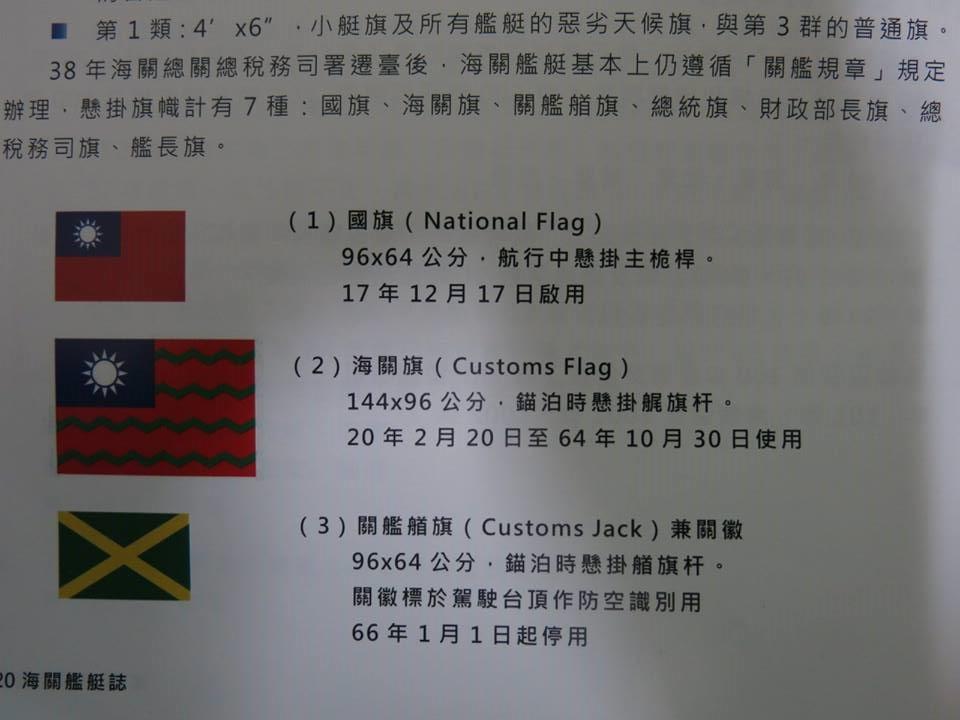 ■ 第 1 類：4’ x6”，小艇旗及所有艦艇的惡劣天候旗，與第 3 群的普通旗。
38 年海關總關總稅務司署遷臺後，海關艦艇基本上仍遵循「關艦規章」規定
辦理，懸掛旗幟計有 7 種：國旗、海關旗、關艦艏旗、總統旗、財政部長旗、總
稅務司旗、艦長旗。
（1）國旗（National Flag）
96x64 公分，航行中懸掛主桅桿。
17 年 12 月 17 日啟用
（2）海關旗（Customs Flag）
144x96 公分，錨泊時懸掛艉旗杆。
20 年 2 月 20 日至 64 年 10 月 30 日使用
（3）關艦艏旗（Customs Jack）兼關徽
96x64 公分，錨泊時懸掛艏旗杆。
關徽標於駕駛台頂作防空識別用
66 年 1 月 1 日起停用
20 海關艦艇誌